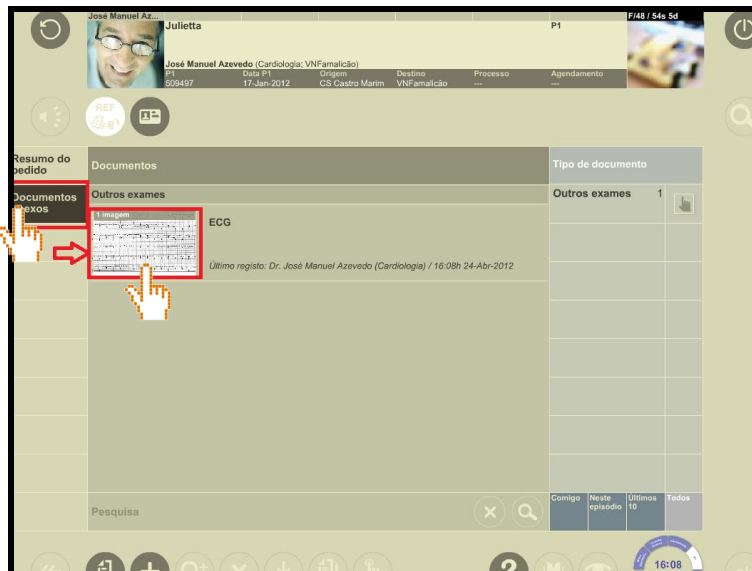 José Manuel Az...
Julietta
P1
F/48 / 54s 5d
José Manuel Azevedo (Cardiologia; VNFamalicão)
P1 Data P1 Origem Destino Processo Agendamento
509497 17-Jan-2012 CS Castro Marim VNFamalicão --- ---
REF
Resumo do
pedido
Documentos
Tipo de documento
Documentos
exos
Outros exames
Outros exames 1
1 imagem
ECG
Último registo: Dr. José Manuel Azevedo (Cardiologia) / 16:08h 24-Abr-2012
Pesquisa
Comigo
Neste
episódio
Últimos
10
Todos
16:08